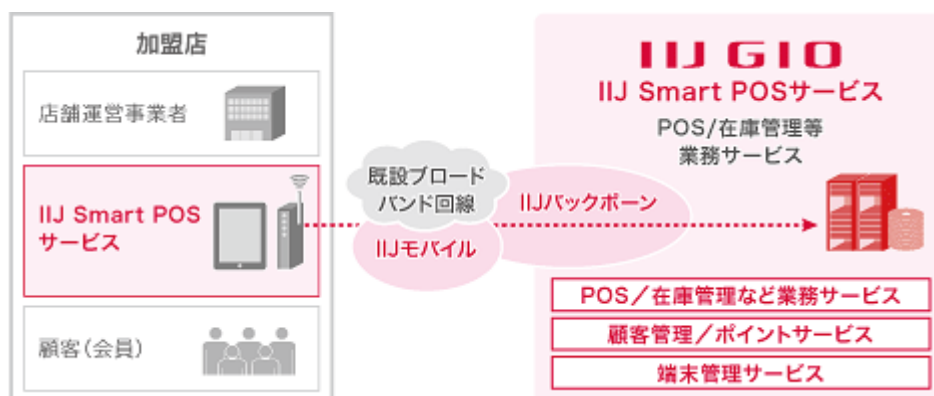 加盟店
店舗運営事業者
IIJ Smart POS
サービス
顧客(会員)
既設ブロード
バンド回線
IIJモバイル
IIJバックボーン
IIJ GIO
IIJ Smart POSサービス
POS/在庫管理等
業務サービス
POS／在庫管理など業務サービス
顧客管理／ポイントサービス
端末管理サービス